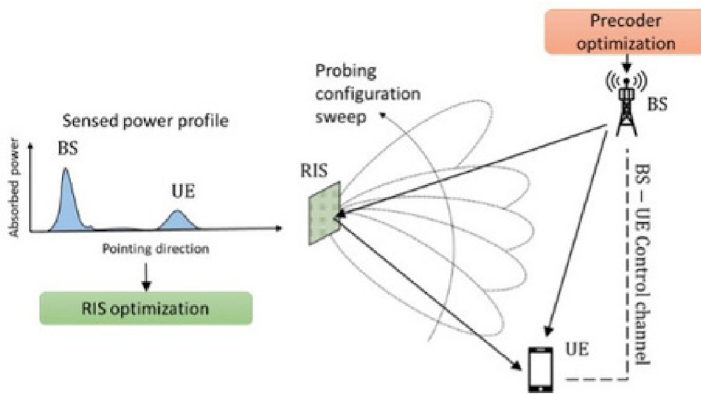 Precoder
optimization
Probing
configuration
sweep
BS
Sensed power profile
BS
UE
RIS
Absorbed power
Pointing direction
RIS optimization
BS – UE Control channel
UE